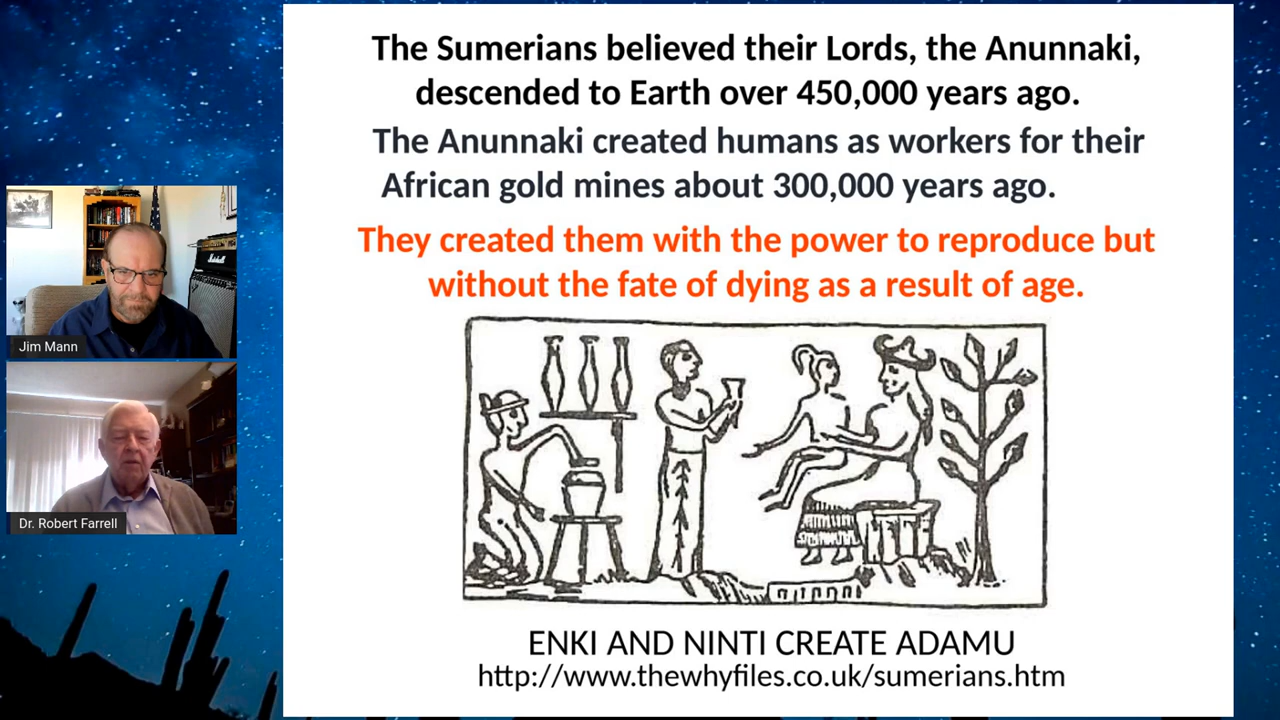 The Sumerians believed their Lords, the Anunnaki,
descended to Earth over 450,000 years ago.
The Anunnaki created humans as workers for their
African gold mines about 300,000 years ago.
They created them with the power to reproduce but
without the fate of dying as a result of age.
ENKI AND NINTI CREATE ADAMU
http://www.thewhyfiles.co.uk/sumerians.htm
Marshall
Jim Mann
Dr. Robert Farrell